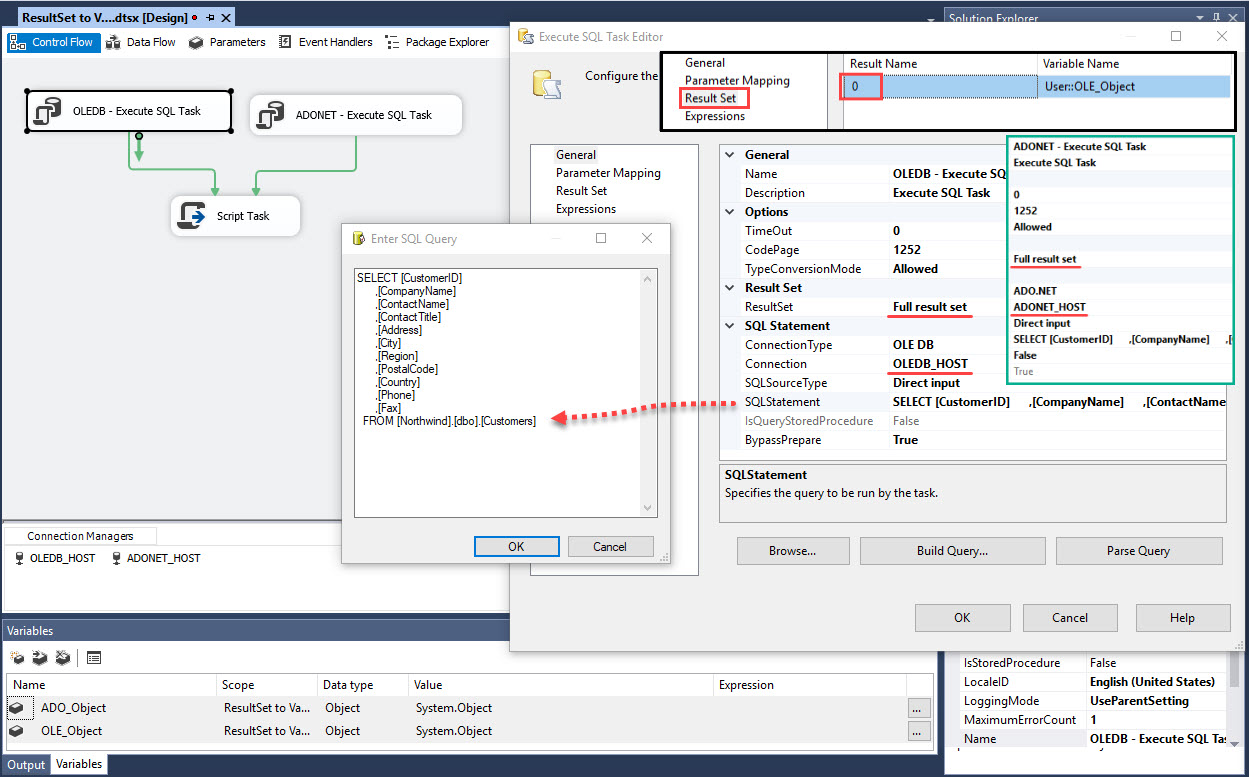 ResultSet to V....dtsx [Design]
Control Flow
Data Flow
Parameters
Event Handlers
Package Explorer
OLEDB - Execute SQL Task
ADONET - Execute SQL Task
Script Task
Solution Explorer
Execute SQL Task Editor
Configure the
General
Parameter Mapping
Result Set
Expressions
Result Name
Variable Name
0
User::OLE_Object
General
Parameter Mapping
Result Set
Expressions
General
Name OLEDB - Execute SQ
Description Execute SQL Task
Options
TimeOut 0
CodePage 1252
TypeConversionMode Allowed
Result Set
ResultSet Full result set
SQL Statement
ConnectionType OLE DB
Connection OLEDB_HOST
SQLSourceType Direct input
SQLStatement SELECT [CustomerID] ,[CompanyName] ,[ContactName
IsQueryStoredProcedure False
BypassPrepare True
ADONET - Execute SQL Task
Execute SQL Task
0
1252
Allowed
Full result set
ADO.NET
ADONET_HOST
Direct input
SELECT [CustomerID] ,[CompanyName] ,[
False
True
SQLStatement
Specifies the query to be run by the task.
Browse...
Build Query...
Parse Query
OK
Cancel
Help
Enter SQL Query
SELECT [CustomerID]
,[CompanyName]
,[ContactName]
,[ContactTitle]
,[Address]
,[City]
,[Region]
,[PostalCode]
,[Country]
,[Phone]
,[Fax]
FROM [Northwind].[dbo].[Customers]
OK
Cancel
Connection Managers
OLEDB_HOST
ADONET_HOST
Variables
Name Scope Data type Value Expression
ADO_Object ResultSet to Va... Object System.Object ...
OLE_Object ResultSet to Va... Object System.Object ...
Output
Variables
IsStoredProcedure False
LocaleID English (United States)
LoggingMode UseParentSetting
MaximumErrorCount 1
Name OLEDB - Execute SQL Tas